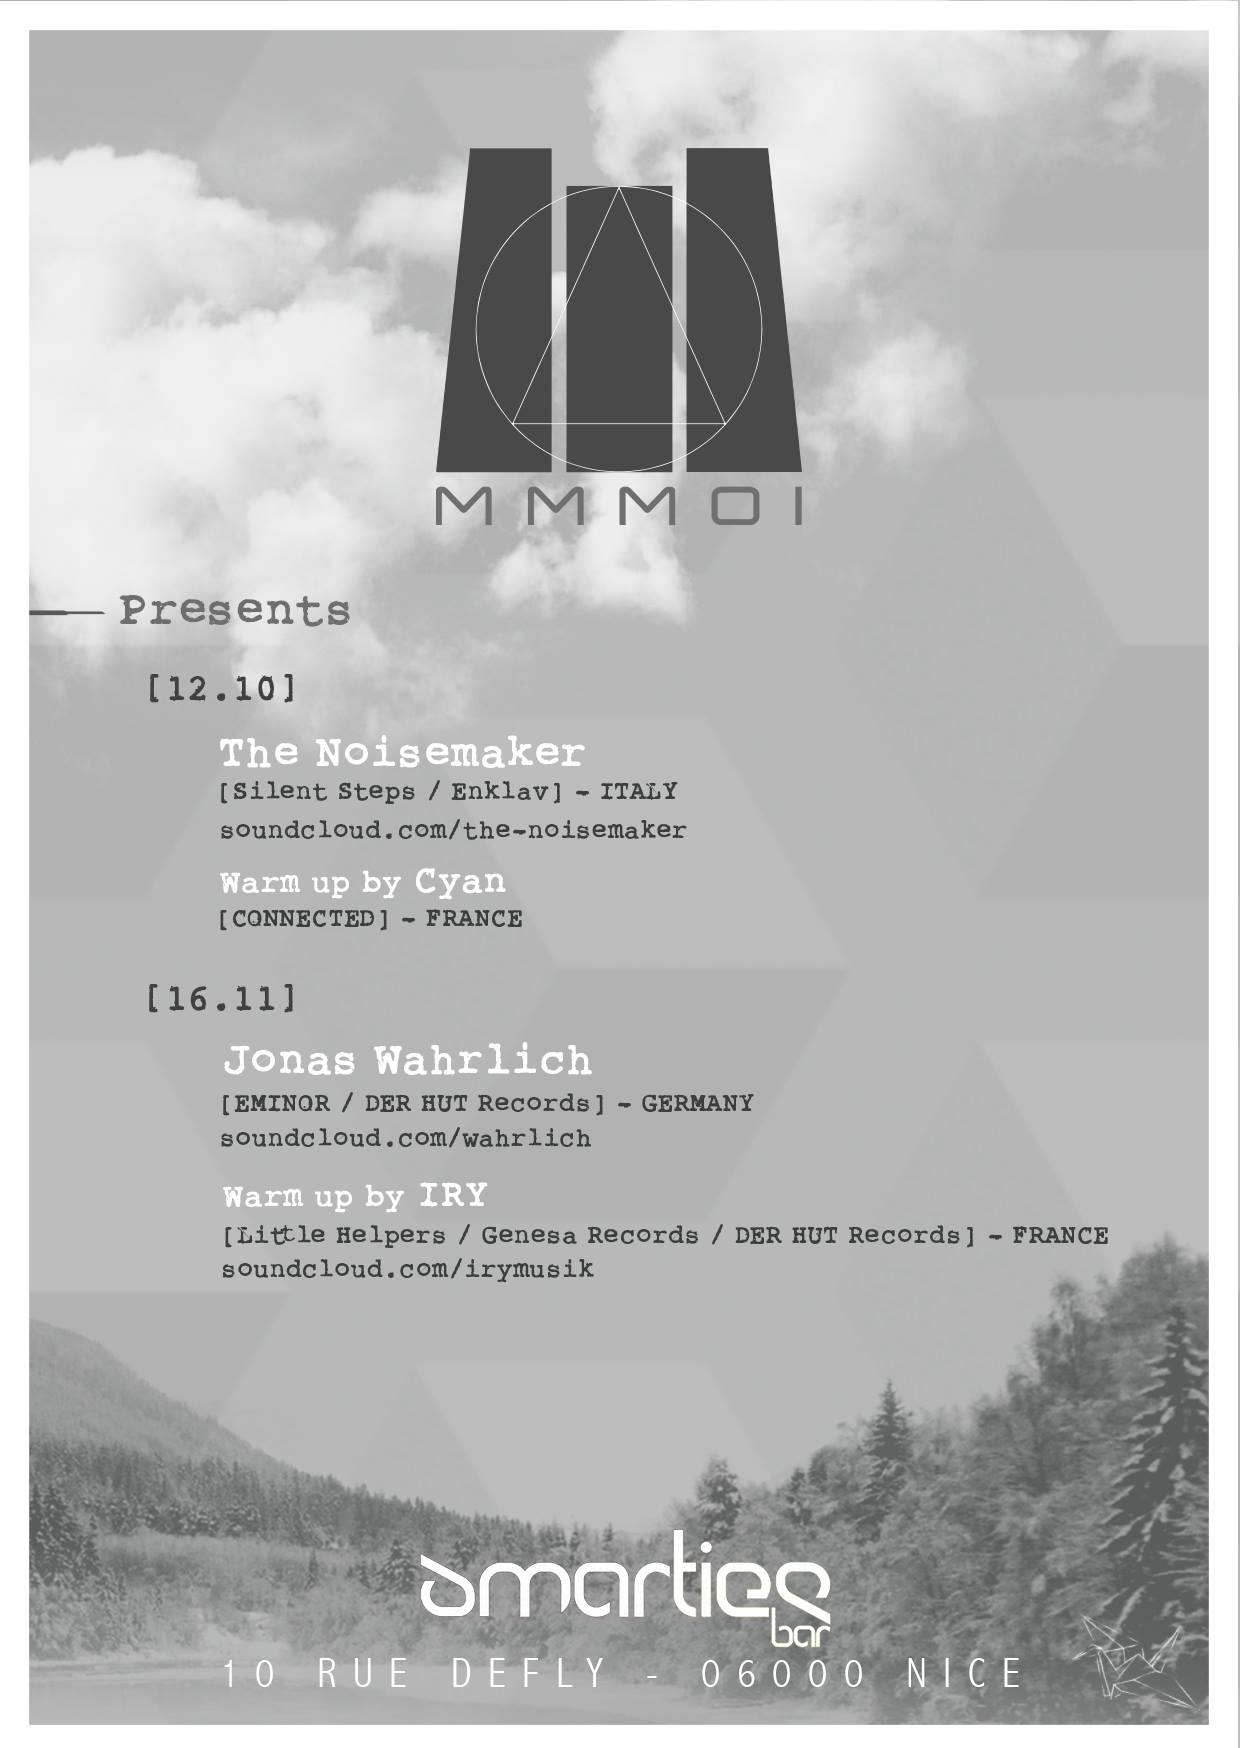 MMMOI
Presents
[12.10]
The Noisemaker
[Silent Steps / Enklav] - ITALY
soundcloud.com/the-noisemaker
Warm up by Cyan
[CONNECTED] - FRANCE
[16.11]
Jonas Wahrlich
[EMINOR / DER HUT Records] - GERMANY
soundcloud.com/wahrlich
Warm up by IRY
[Little Helpers / Genesa Records / DER HUT Records] - FRANCE
soundcloud.com/irymusik
smarties
bar
10 RUE DEFLY - 06000 NICE